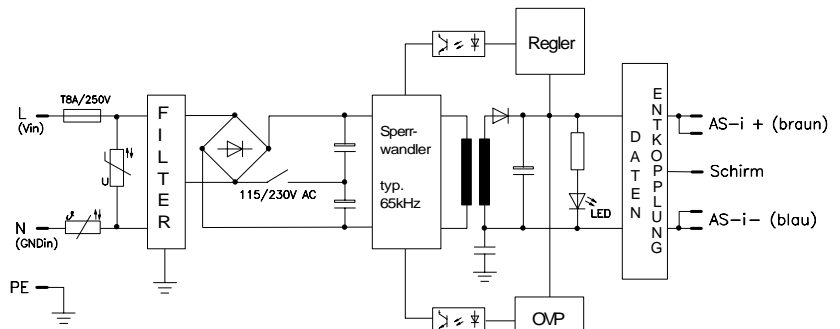 Regler
T8A/250V
L
(Vin)
FILTER
U
ϑ
N
(GNDin)
PE
115/230V AC
Sperr-
wandler
typ.
65kHz
LED
DATEN
ENTKOPPLUNG
AS-i + (braun)
Schirm
AS-i- (blau)
OVP